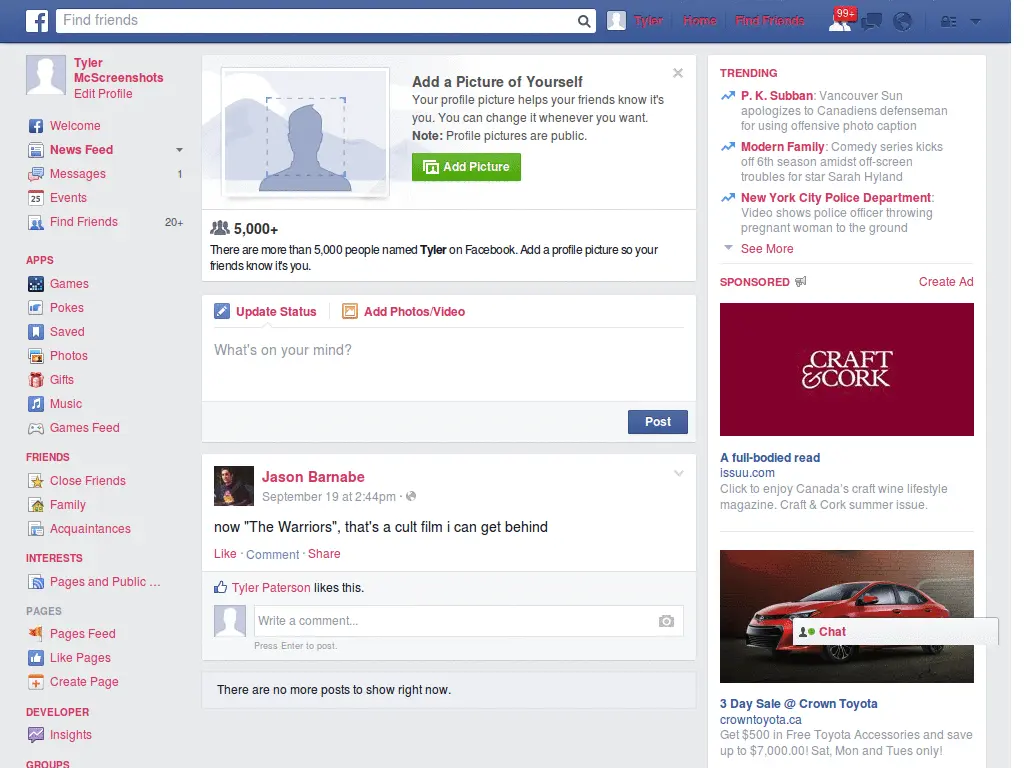 Find friends
Tyler
Home
Find Friends
99+
Tyler
McScreenshots
Edit Profile
Welcome
News Feed
Messages 1
Events
Find Friends 20+
APPS
Games
Pokes
Saved
Photos
Gifts
Music
Games Feed
FRIENDS
Close Friends
Family
Acquaintances
INTERESTS
Pages and Public ...
PAGES
Pages Feed
Like Pages
Create Page
DEVELOPER
Insights
GROUPS
Add a Picture of Yourself
Your profile picture helps your friends know it's
you. You can change it whenever you want.
Note: Profile pictures are public.
Add Picture
5,000+
There are more than 5,000 people named Tyler on Facebook. Add a profile picture so your
friends know it's you.
Update Status
Add Photos/Video
What's on your mind?
Post
Jason Barnabe
September 19 at 2:44pm ·
now "The Warriors", that's a cult film i can get behind
Like · Comment · Share
Tyler Paterson likes this.
Write a comment...
Press Enter to post.
There are no more posts to show right now.
TRENDING
P. K. Subban: Vancouver Sun
apologizes to Canadiens defenseman
for using offensive photo caption
Modern Family: Comedy series kicks
off 6th season amidst off-screen
troubles for star Sarah Hyland
New York City Police Department:
Video shows police officer throwing
pregnant woman to the ground
See More
SPONSORED
Create Ad
CRAFT
&CORK
A full-bodied read
issuu.com
Click to enjoy Canada's craft wine lifestyle
magazine. Craft & Cork summer issue.
Chat
3 Day Sale @ Crown Toyota
crowntoyota.ca
Get $500 in Free Toyota Accessories and save
up to $7,000.00! Sat, Mon and Tues only!